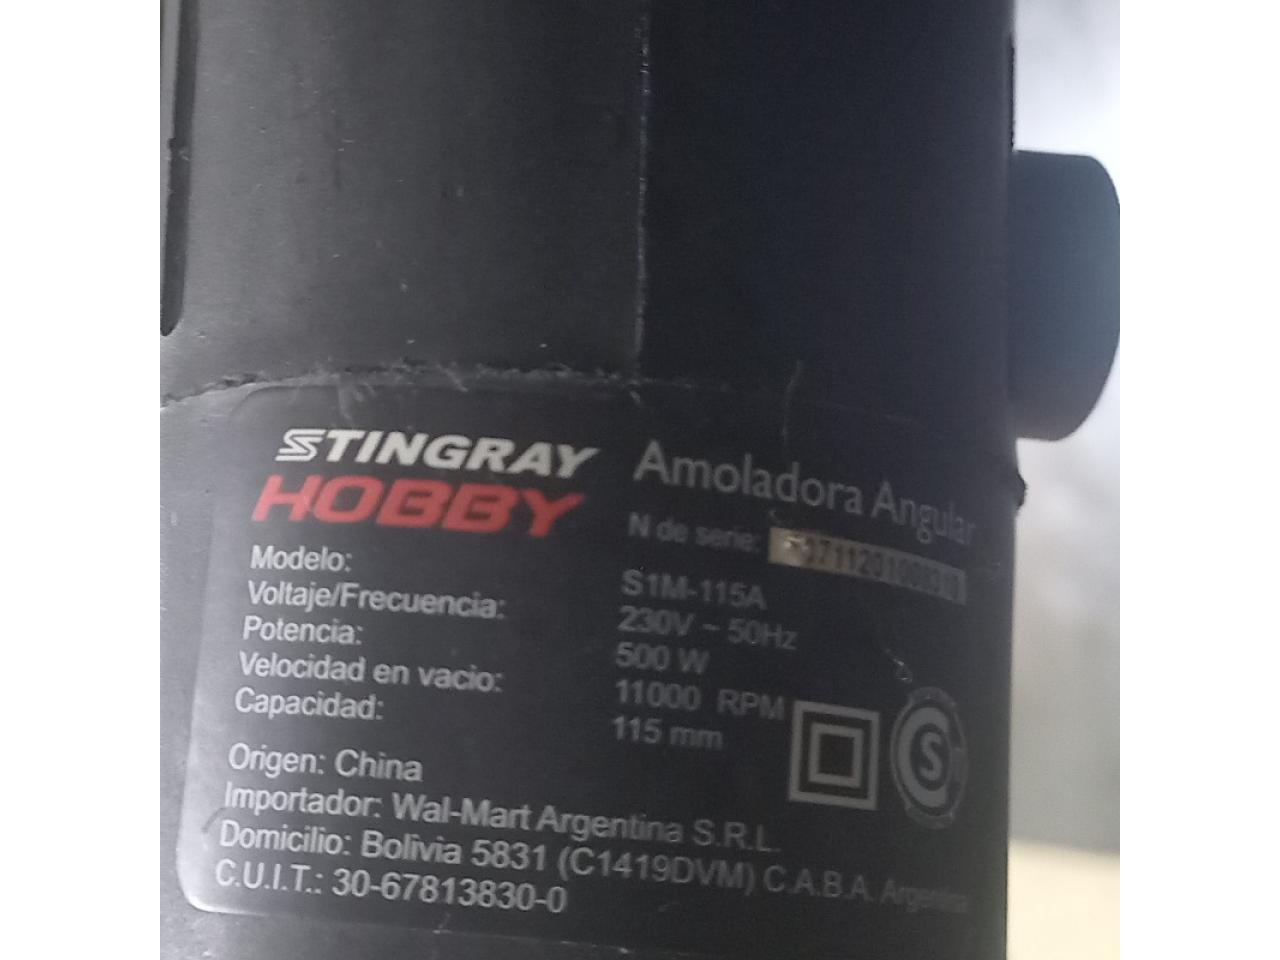 STINGRAY
HOBBY
Amoladora Angular
N de serie:
Modelo: S1M-115A
Voltaje/Frecuencia: 230V ~ 50Hz
Potencia: 500 W
Velocidad en vacio: 11000 RPM
Capacidad: 115 mm
Origen: China
Importador: Wal-Mart Argentina S.R.L.
Domicilio: Bolivia 5831 (C1419DVM) C.A.B.A. Argentina
C.U.I.T.: 30-67813830-0
S